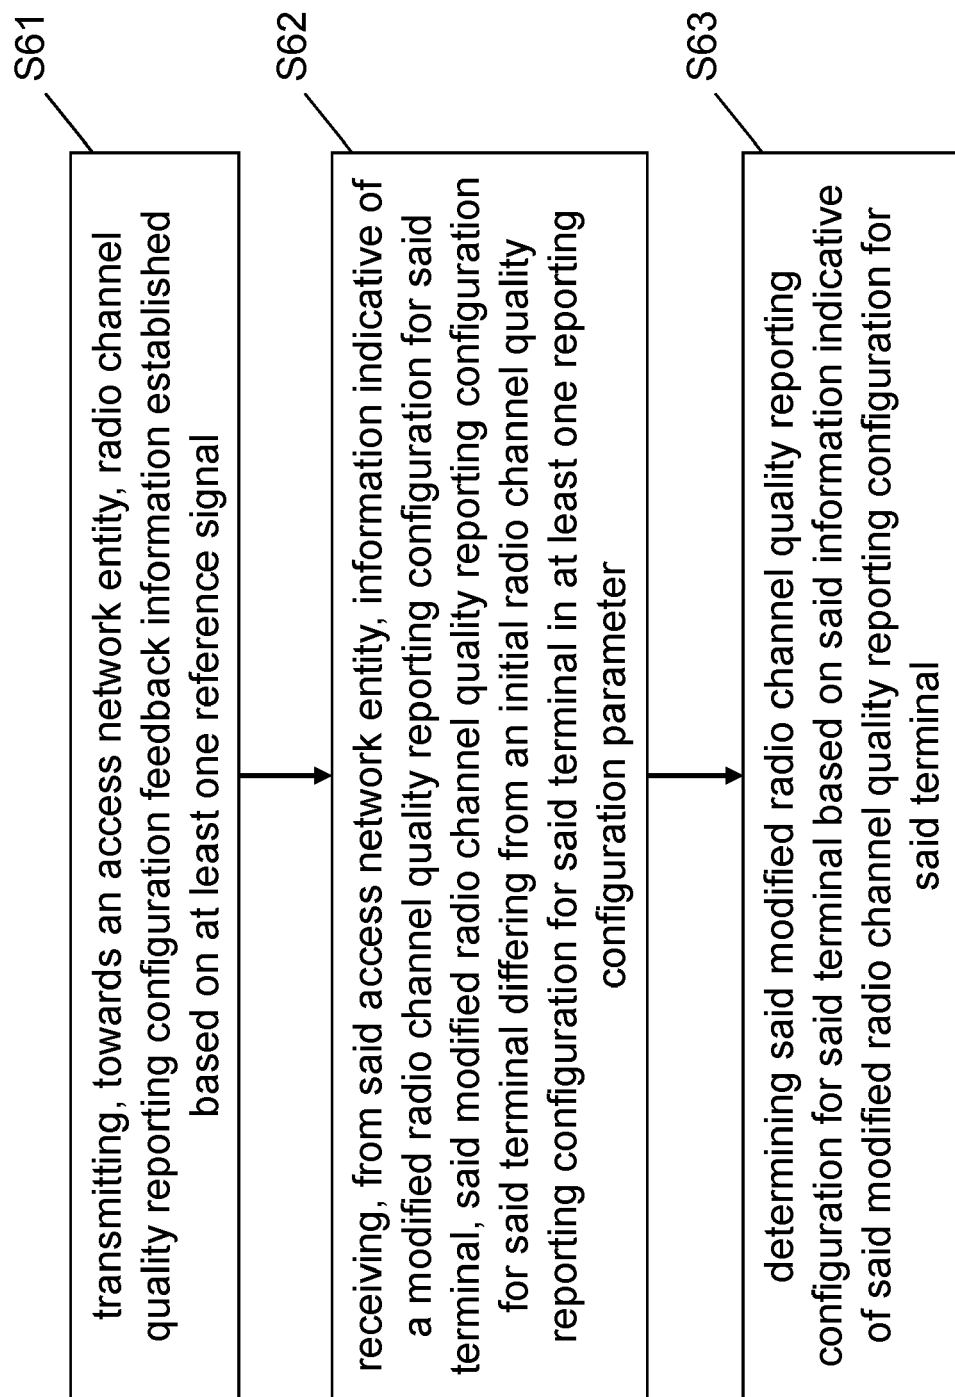 S61
transmitting, towards an access network entity, radio channel
quality reporting configuration feedback information established
based on at least one reference signal
S62
receiving, from said access network entity, information indicative of
a modified radio channel quality reporting configuration for said
terminal, said modified radio channel quality reporting configuration
for said terminal differing from an initial radio channel quality
reporting configuration for said terminal in at least one reporting
configuration parameter
S63
determining said modified radio channel quality reporting
configuration for said terminal based on said information indicative
of said modified radio channel quality reporting configuration for
said terminal